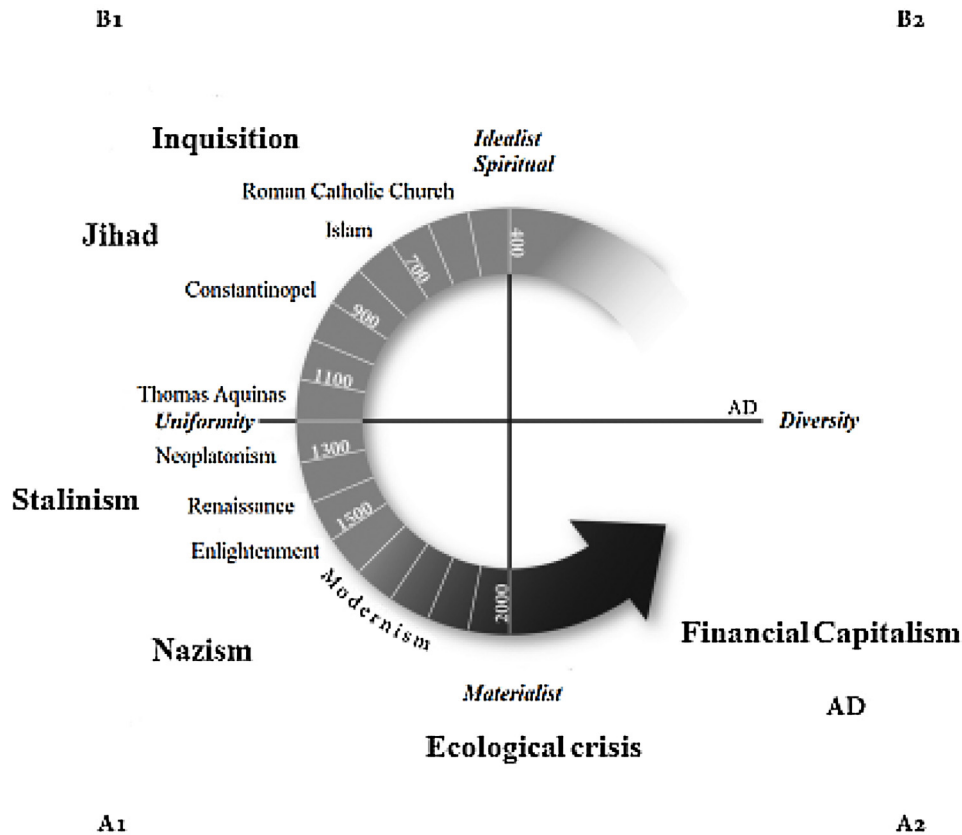 B1
B2
Inquisition
Idealist
Spiritual
Roman Catholic Church
Jihad
Islam
400
700
Constantinopel
900
1100
Thomas Aquinas
AD
Uniformity
Diversity
Neoplatonism
1300
Stalinism
Renaissance
1500
Enlightenment
Modernism
2000
Nazism
Financial Capitalism
Materialist
AD
Ecological crisis
A1
A2